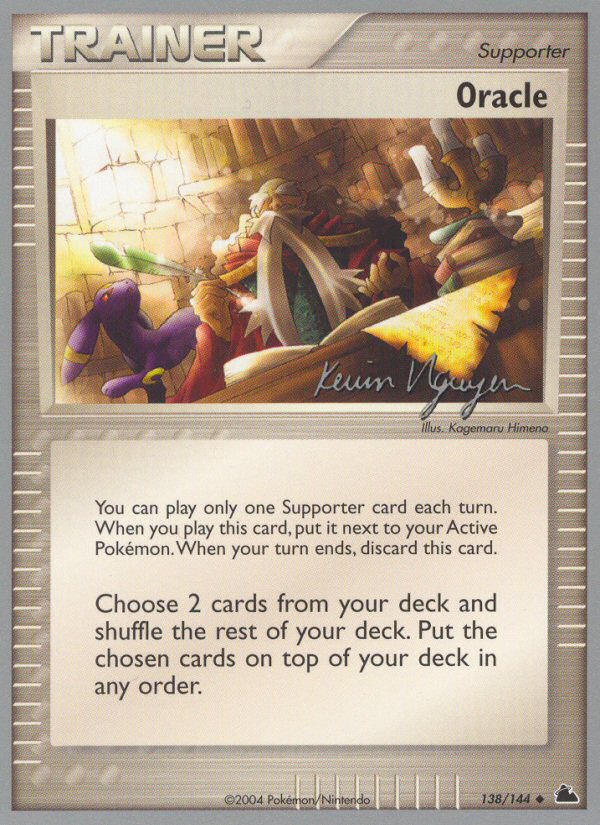 TRAINER
Supporter
Oracle
Kevin Nguyen
Illus. Kagemaru Himeno
You can play only one Supporter card each turn.
When you play this card, put it next to your Active
Pokémon. When your turn ends, discard this card.
Choose 2 cards from your deck and
shuffle the rest of your deck. Put the
chosen cards on top of your deck in
any order.
©2004 Pokémon/Nintendo
138/144 ◆